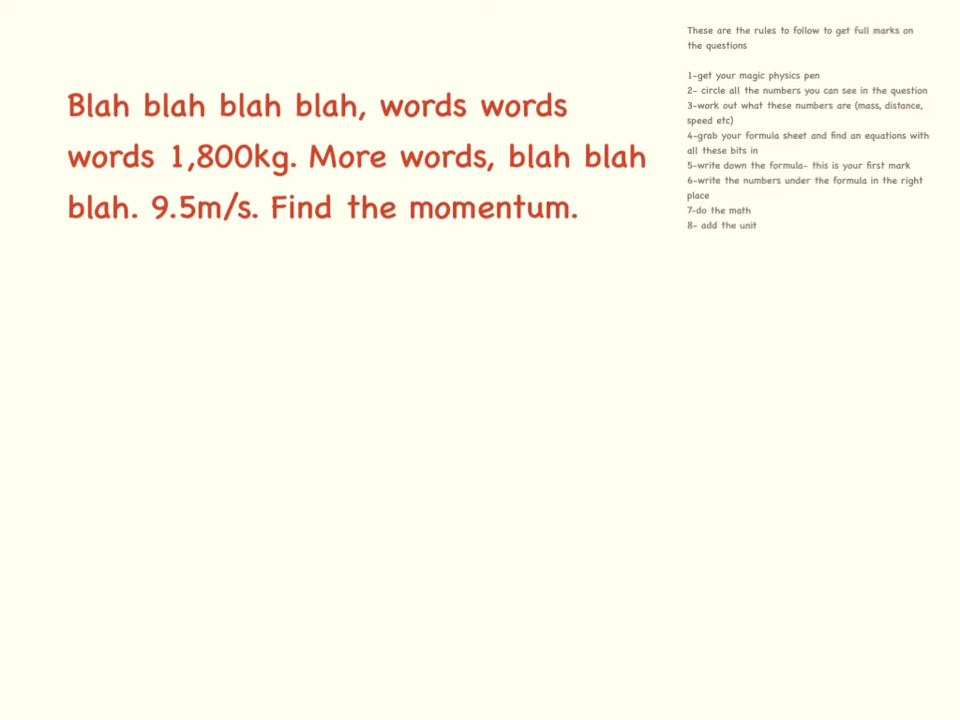 Blah blah blah blah, words words
words 1,800kg. More words, blah blah
blah. 9.5m/s. Find the momentum.
These are the rules to follow to get full marks on
the questions
1-get your magic physics pen
2- circle all the numbers you can see in the question
3-work out what these numbers are (mass, distance,
speed etc)
4-grab your formula sheet and find an equations with
all these bits in
5-write down the formula- this is your first mark
6-write the numbers under the formula in the right
place
7-do the math
8- add the unit